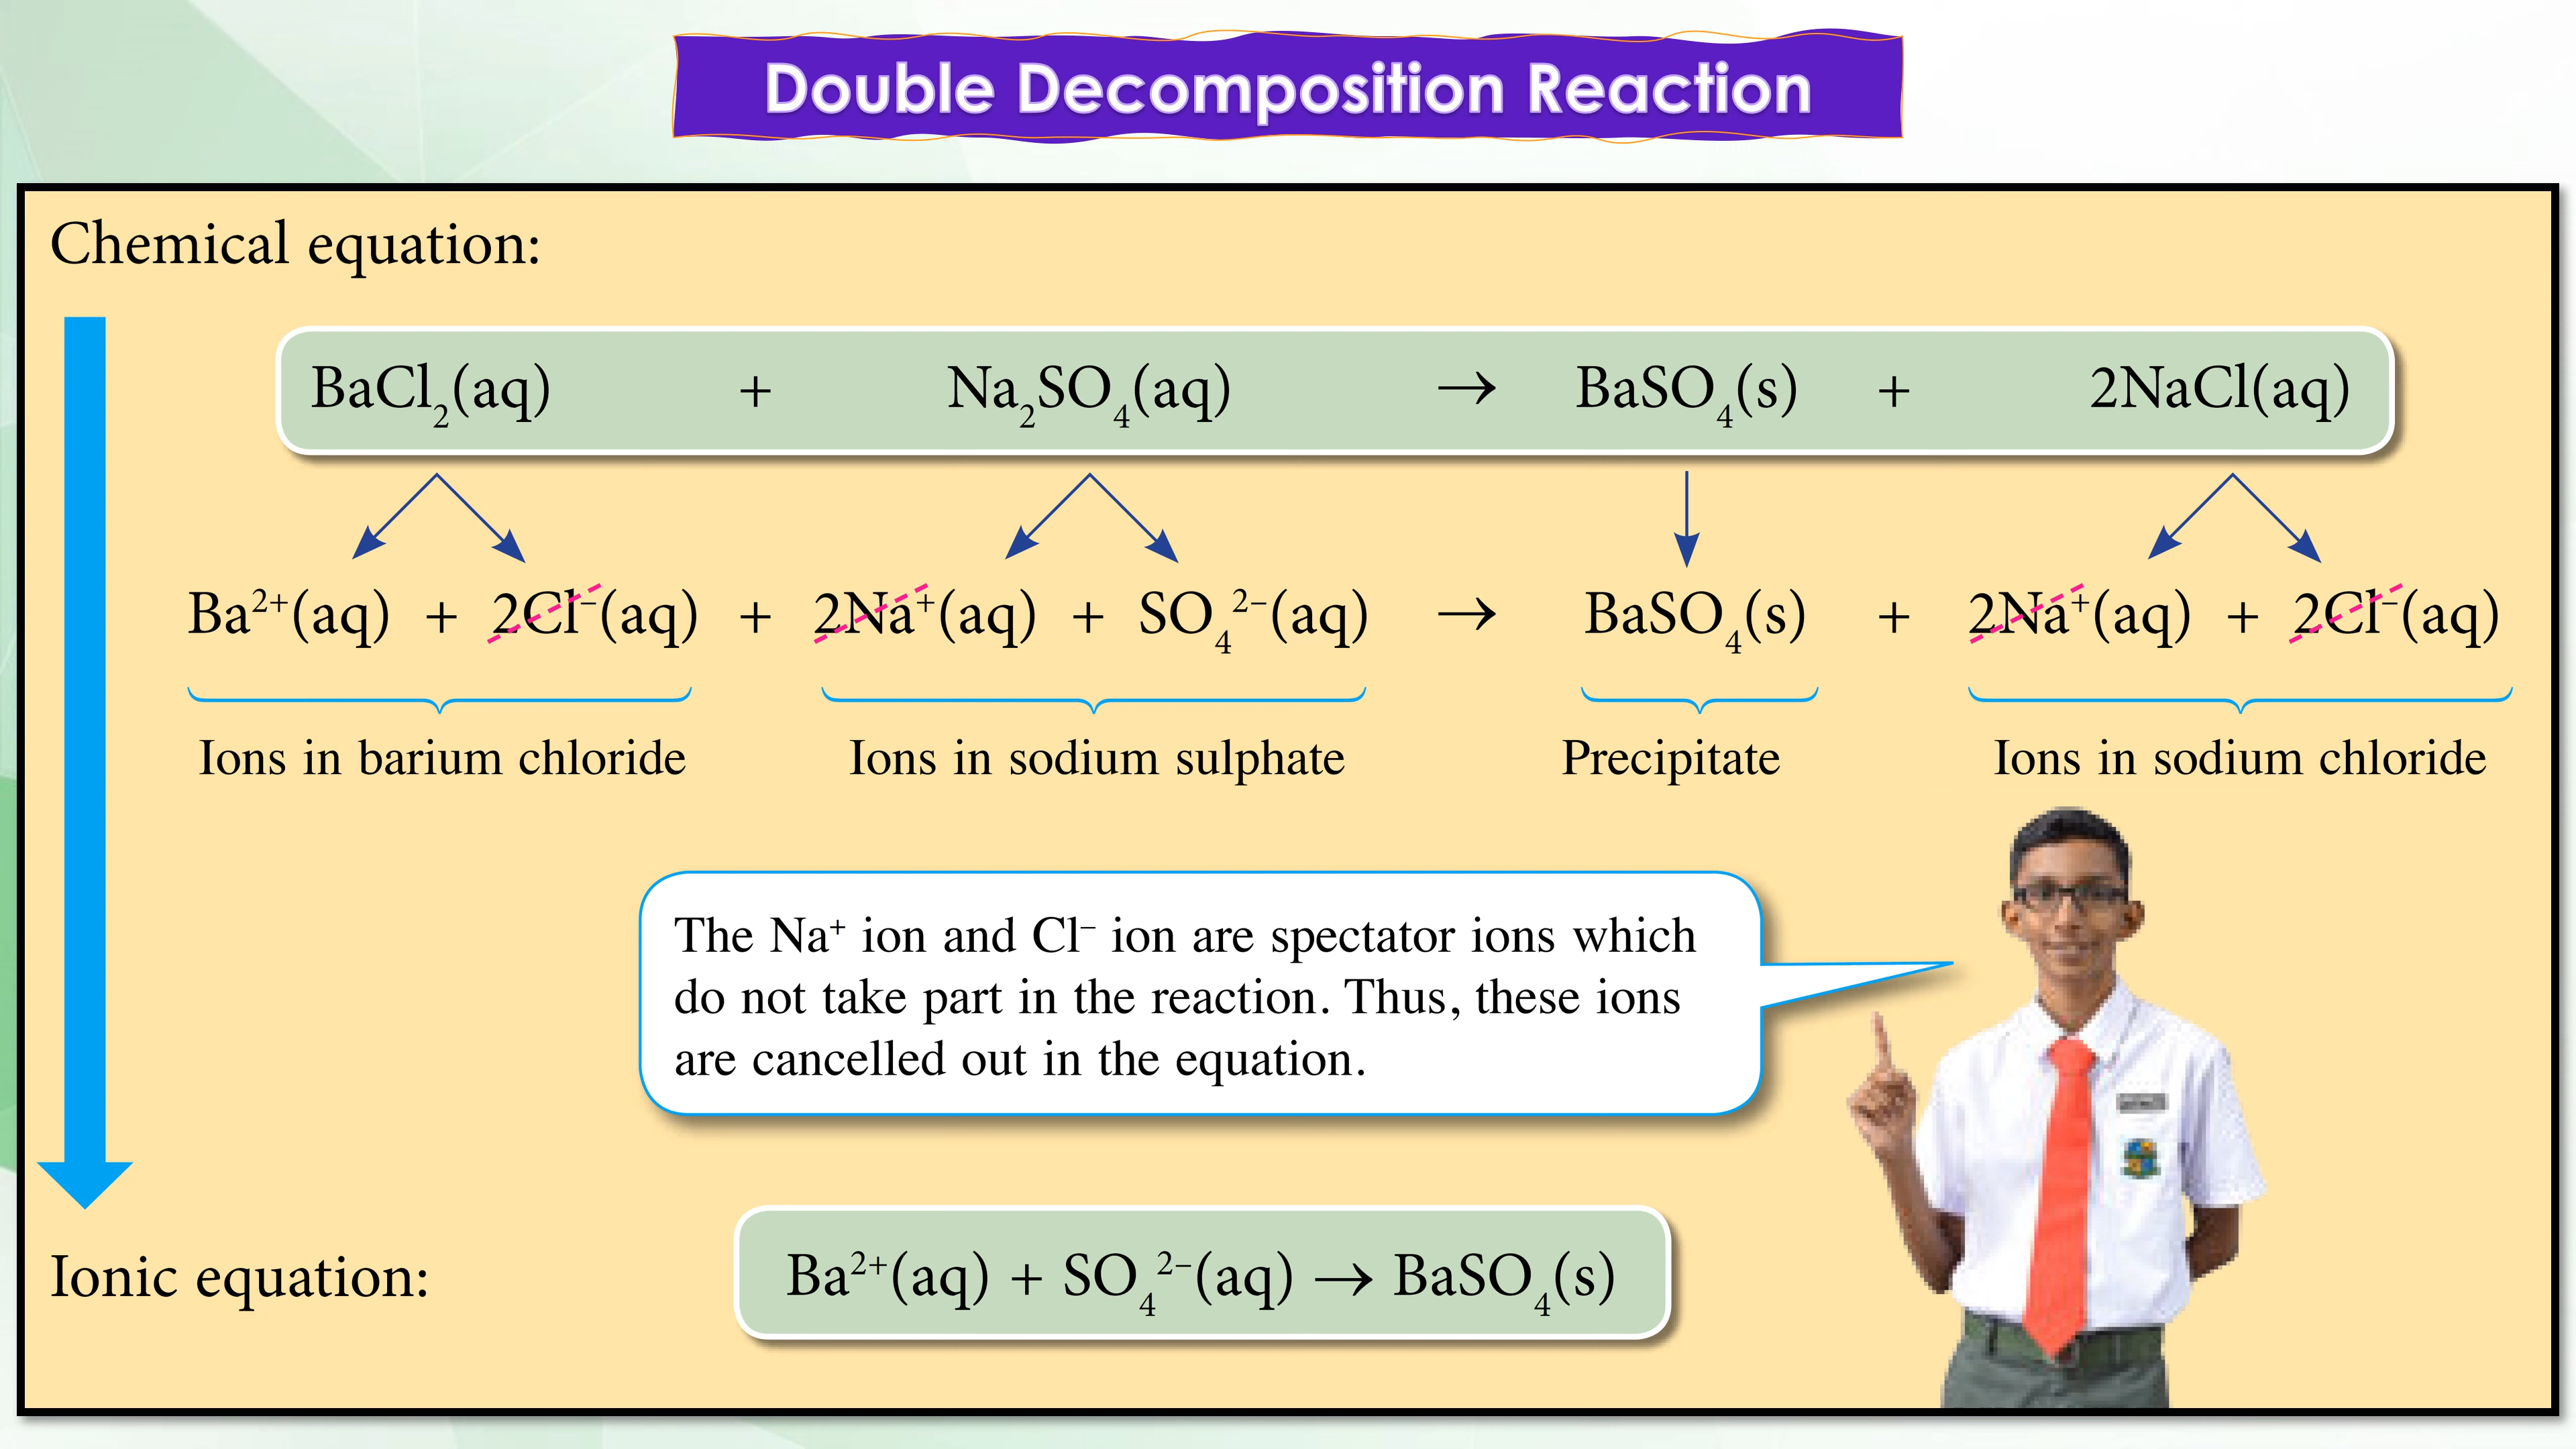 Double Decomposition Reaction
Chemical equation:
BaCl₂(aq) + Na₂SO₄(aq) → BaSO₄(s) + 2NaCl(aq)
Ba²⁺(aq) + 2Cl⁻(aq) + 2Na⁺(aq) + SO₄²⁻(aq) → BaSO₄(s) + 2Na⁺(aq) + 2Cl⁻(aq)
Ions in barium chloride Ions in sodium sulphate Precipitate Ions in sodium chloride
The Na⁺ ion and Cl⁻ ion are spectator ions which
do not take part in the reaction. Thus, these ions
are cancelled out in the equation.
Ionic equation:
Ba²⁺(aq) + SO₄²⁻(aq) → BaSO₄(s)